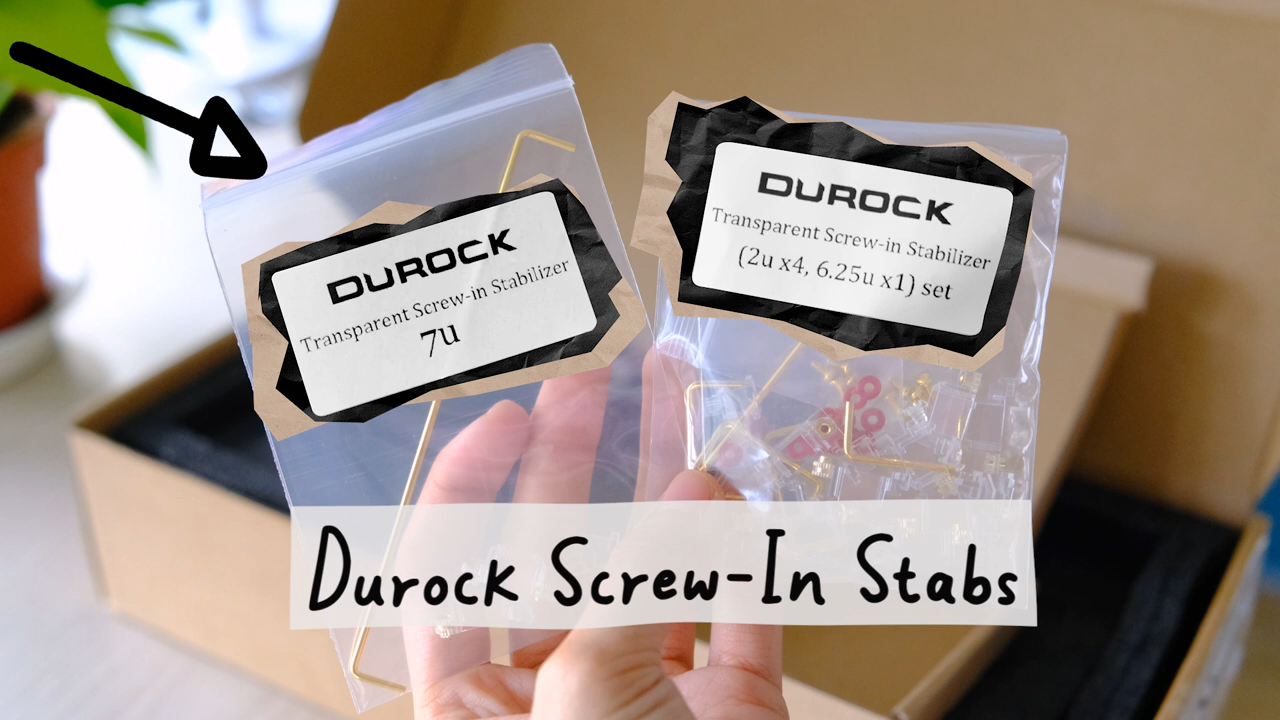 DUROCK
Transparent Screw-in Stabilizer
7u
DUROCK
Transparent Screw-in Stabilizer
(2u x4, 6.25u x1) set
Durock Screw-In Stabs